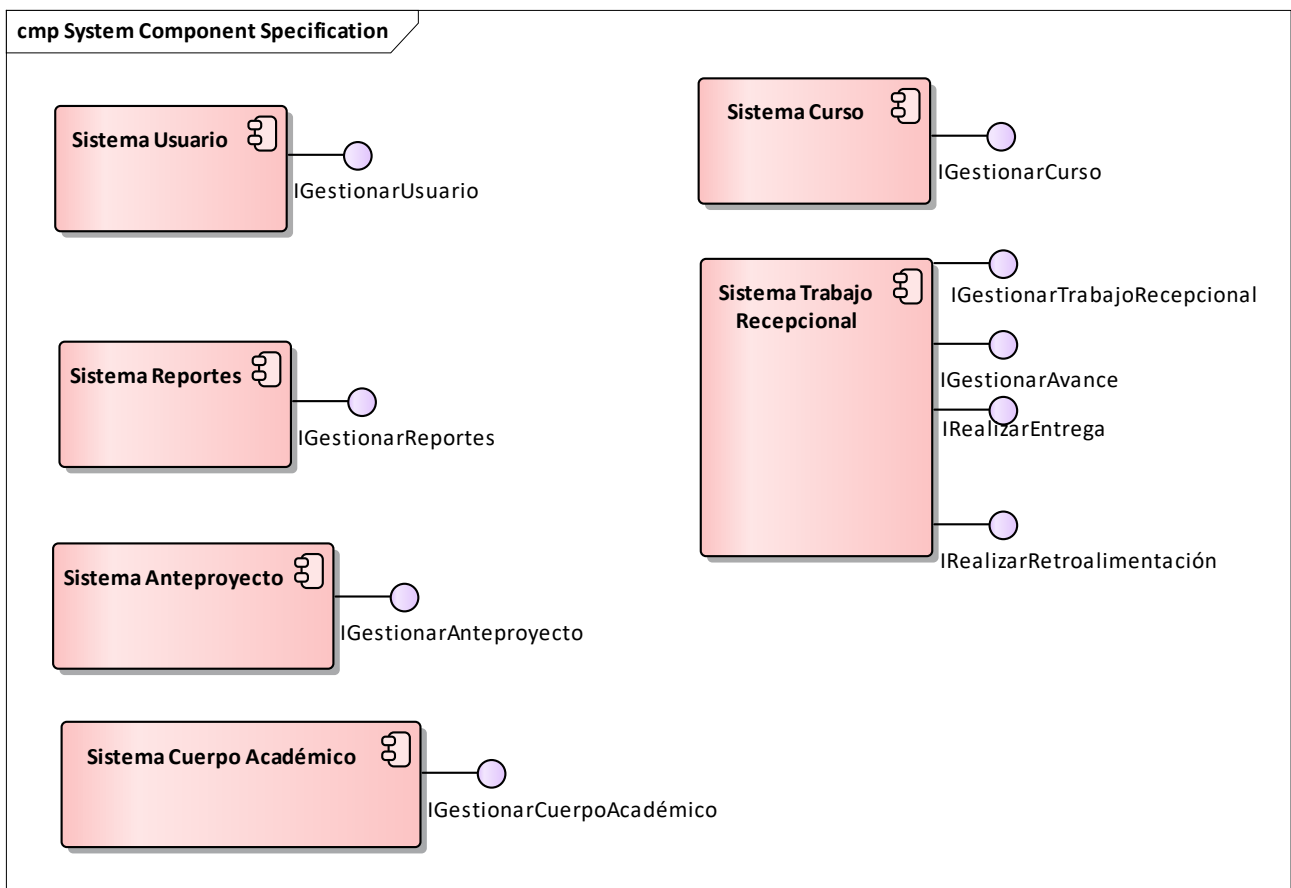 cmp System Component Specification
Sistema Usuario
IGestionarUsuario
Sistema Reportes
IGestionarReportes
Sistema Anteproyecto
IGestionarAnteproyecto
Sistema Cuerpo Académico
IGestionarCuerpoAcadémico
Sistema Curso
IGestionarCurso
Sistema Trabajo
Recepcional
IGestionarTrabajoRecepcional
IGestionarAvance
IRealizarEntrega
IRealizarRetroalimentación